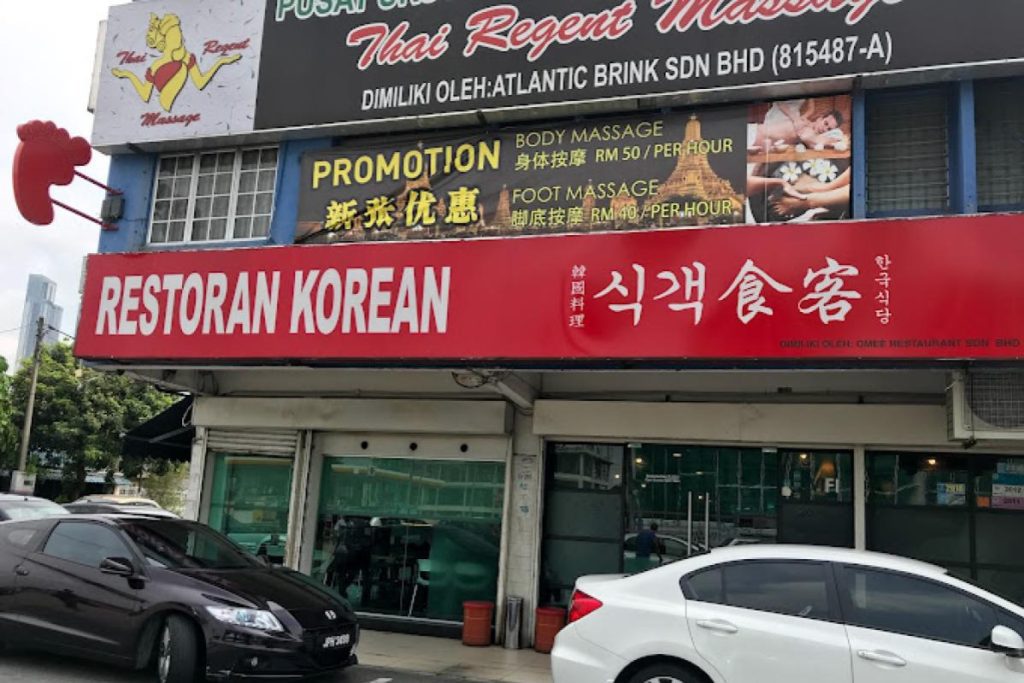 Thai Regent
Massage
Thai Regent Massage
DIMILIKI OLEH:ATLANTIC BRINK SDN BHD (815487-A)
PROMOTION
新张优惠
BODY MASSAGE
身体按摩 RM 50 / PER HOUR
FOOT MASSAGE
脚底按摩 RM 40 / PER HOUR
RESTORAN KOREAN
韓國料理
식객食客
한국식당
DIMILIKI OLEH: OMEE RESTAURANT SDN BHD